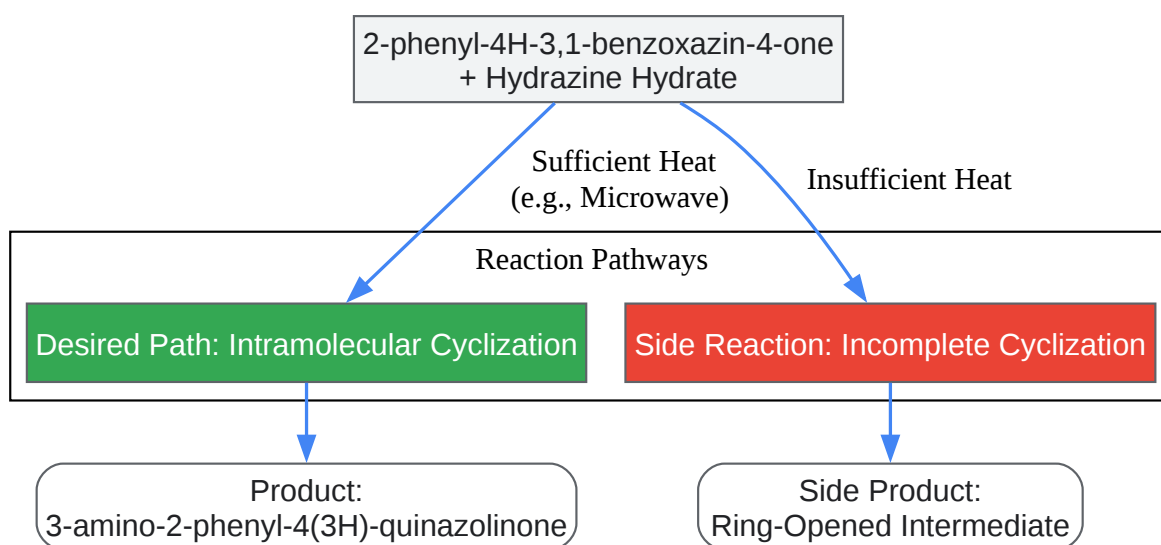 2-phenyl-4H-3,1-benzoxazin-4-one
+ Hydrazine Hydrate
Sufficient Heat
(e.g., Microwave)
Insufficient Heat
Reaction Pathways
Desired Path: Intramolecular Cyclization
Side Reaction: Incomplete Cyclization
Product:
3-amino-2-phenyl-4(3H)-quinazolinone
Side Product:
Ring-Opened Intermediate